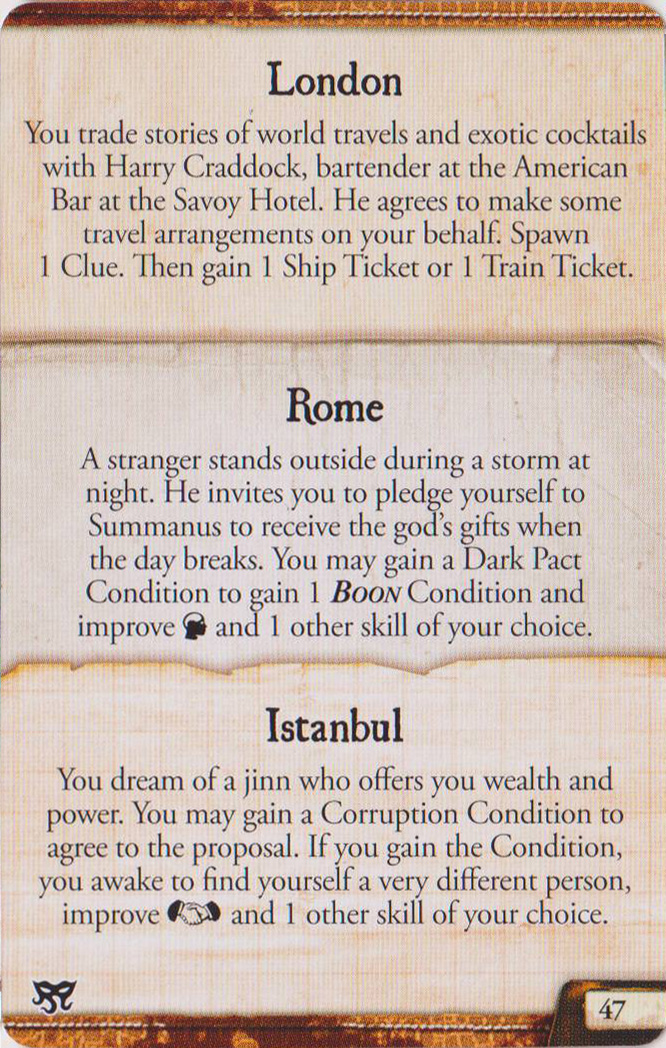 London
You trade stories of world travels and exotic cocktails
with Harry Craddock, bartender at the American
Bar at the Savoy Hotel. He agrees to make some
travel arrangements on your behalf. Spawn
1 Clue. Then gain 1 Ship Ticket or 1 Train Ticket.
Rome
A stranger stands outside during a storm at
night. He invites you to pledge yourself to
Summanus to receive the god's gifts when
the day breaks. You may gain a Dark Pact
Condition to gain 1 BOON Condition and
improve and 1 other skill of your choice.
Istanbul
You dream of a jinn who offers you wealth and
power. You may gain a Corruption Condition to
agree to the proposal. If you gain the Condition,
you awake to find yourself a very different person,
improve and 1 other skill of your choice.
47